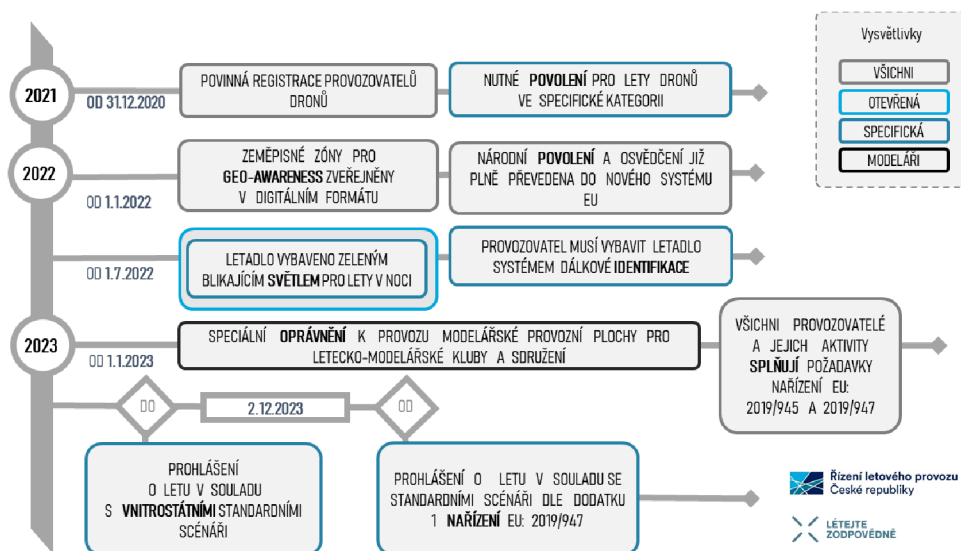 Vysvětlivky
VŠICHNI
OTEVŘENÁ
SPECIFICKÁ
MODELÁŘI
2021
OD 31.12.2020
POVINNÁ REGISTRACE PROVOZOVATELŮ
DRONŮ
NUTNÉ POVOLENÍ PRO LETY DRONŮ
VE SPECIFICKÉ KATEGORII
2022
OD 1.1.2022
ZEMĚPISNÉ ZÓNY PRO
GEO-AWARENESS ZVEŘEJNĚNY
V DIGITÁLNÍM FORMÁTU
NÁRODNÍ POVOLENÍ A OSVĚDČENÍ JIŽ
PLNĚ PŘEVEDENA DO NOVÉHO SYSTÉMU
EU
OD 1.7.2022
LETADLO VYBAVENO ZELENÝM
BLIKAJÍCÍM SVĚTLEM PRO LETY V NOCI
PROVOZOVATEL MUSÍ VYBAVIT LETADLO
SYSTÉMEM DÁLKOVÉ IDENTIFIKACE
2023
OD 1.1.2023
SPECIÁLNÍ OPRÁVNĚNÍ K PROVOZU MODELÁŘSKÉ PROVOZNÍ PLOCHY PRO
LETECKO-MODELÁŘSKÉ KLUBY A SDRUŽENÍ
VŠICHNI PROVOZOVATELÉ
A JEJICH AKTIVITY
SPLŇUJÍ POŽADAVKY
NAŘÍZENÍ EU:
2019/945 A 2019/947
DO
2.12.2023
OD
PROHLÁŠENÍ
O LETU V SOULADU
S VNITROSTÁTNÍMI STANDARDNÍMI
SCÉNÁŘI
PROHLÁŠENÍ O LETU V SOULADU SE
STANDARDNÍMI SCÉNÁŘI DLE DODATKU
1 NAŘÍZENÍ EU: 2019/947
Řízení letového provozu
České republiky
LÉTEJTE
ZODPOVĚDNĚ